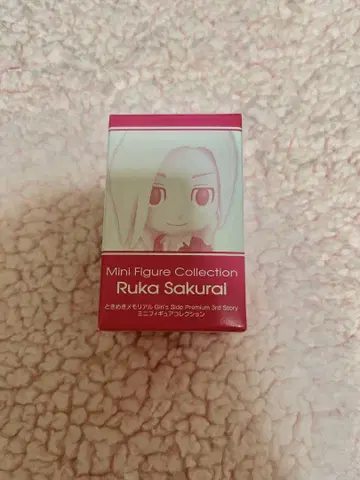 Mini Figure Collection
Ruka Sakurai
ときめきメモリアル Girl's Side Premium 3rd Story
ミニフィギュアコレクション